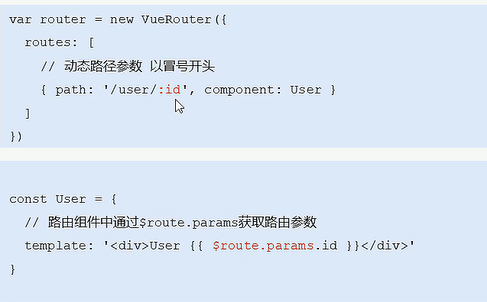 var router = new VueRouter({
routes: [
// 动态路径参数 以冒号开头
{ path: '/user/:id', component: User }
]
})
const User = {
// 路由组件中通过$route.params获取路由参数
template: '<div>User {{ $route.params.id }}</div>'
}